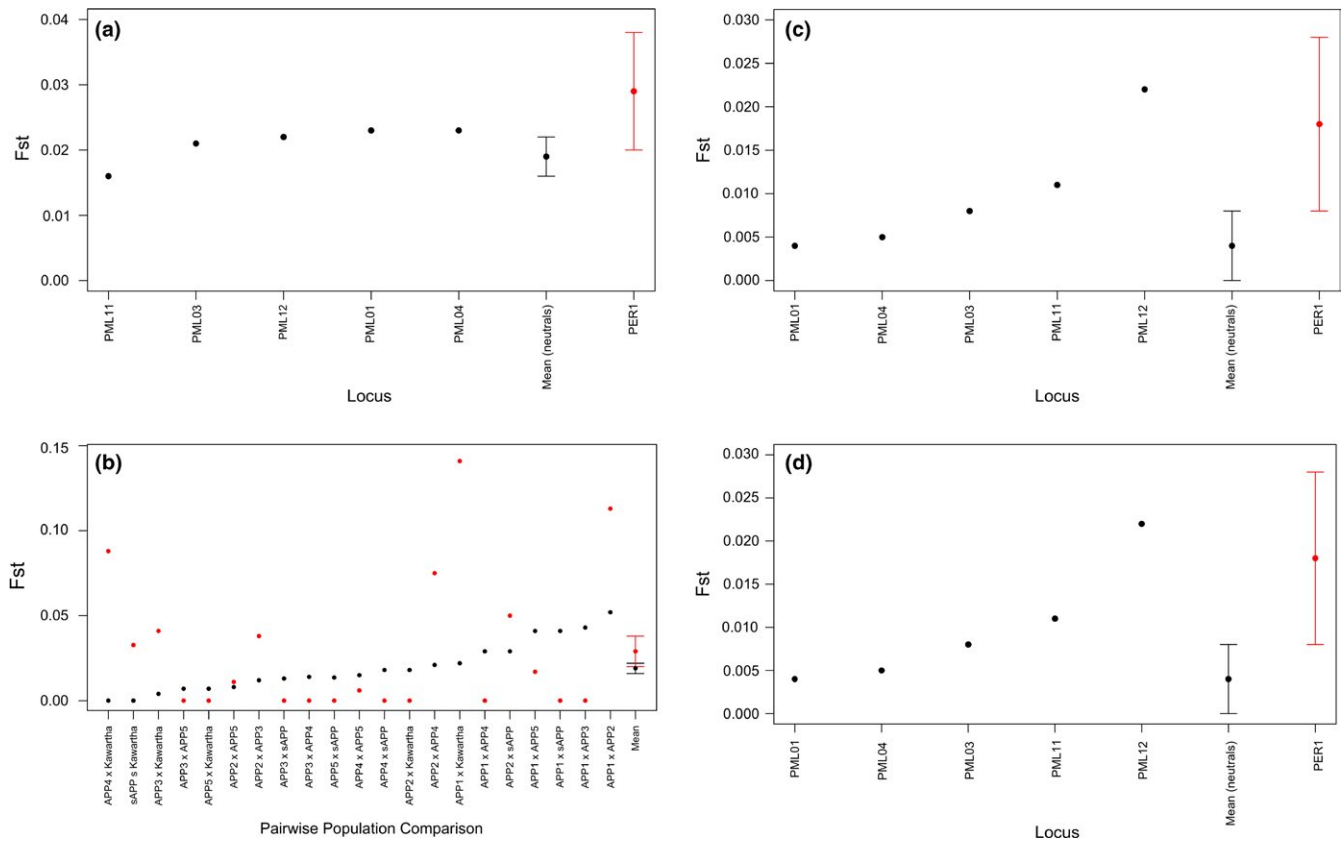 (a)
Fst
0.04
0.03
0.02
0.01
0.00
PML11
PML03
PML12
PML01
PML04
Mean (neutrals)
PER1
Locus
(c)
Fst
0.030
0.025
0.020
0.015
0.010
0.005
0.000
PML01
PML04
PML03
PML11
PML12
Mean (neutrals)
PER1
Locus
(b)
Fst
0.15
0.10
0.05
0.00
APP4 x Kawartha
sAPP s Kawartha
APP3 x Kawartha
APP3 x APP5
APP5 x Kawartha
APP2 x APP5
APP2 x APP3
APP3 x sAPP
APP3 x APP4
APP5 x sAPP
APP4 x APP5
APP4 x sAPP
APP2 x Kawartha
APP2 x APP4
APP1 x Kawartha
APP1 x APP4
APP2 x sAPP
APP1 x APP5
APP1 x sAPP
APP1 x APP3
APP1 x APP2
Mean
Pairwise Population Comparison
(d)
Fst
0.030
0.025
0.020
0.015
0.010
0.005
0.000
PML01
PML04
PML03
PML11
PML12
Mean (neutrals)
PER1
Locus